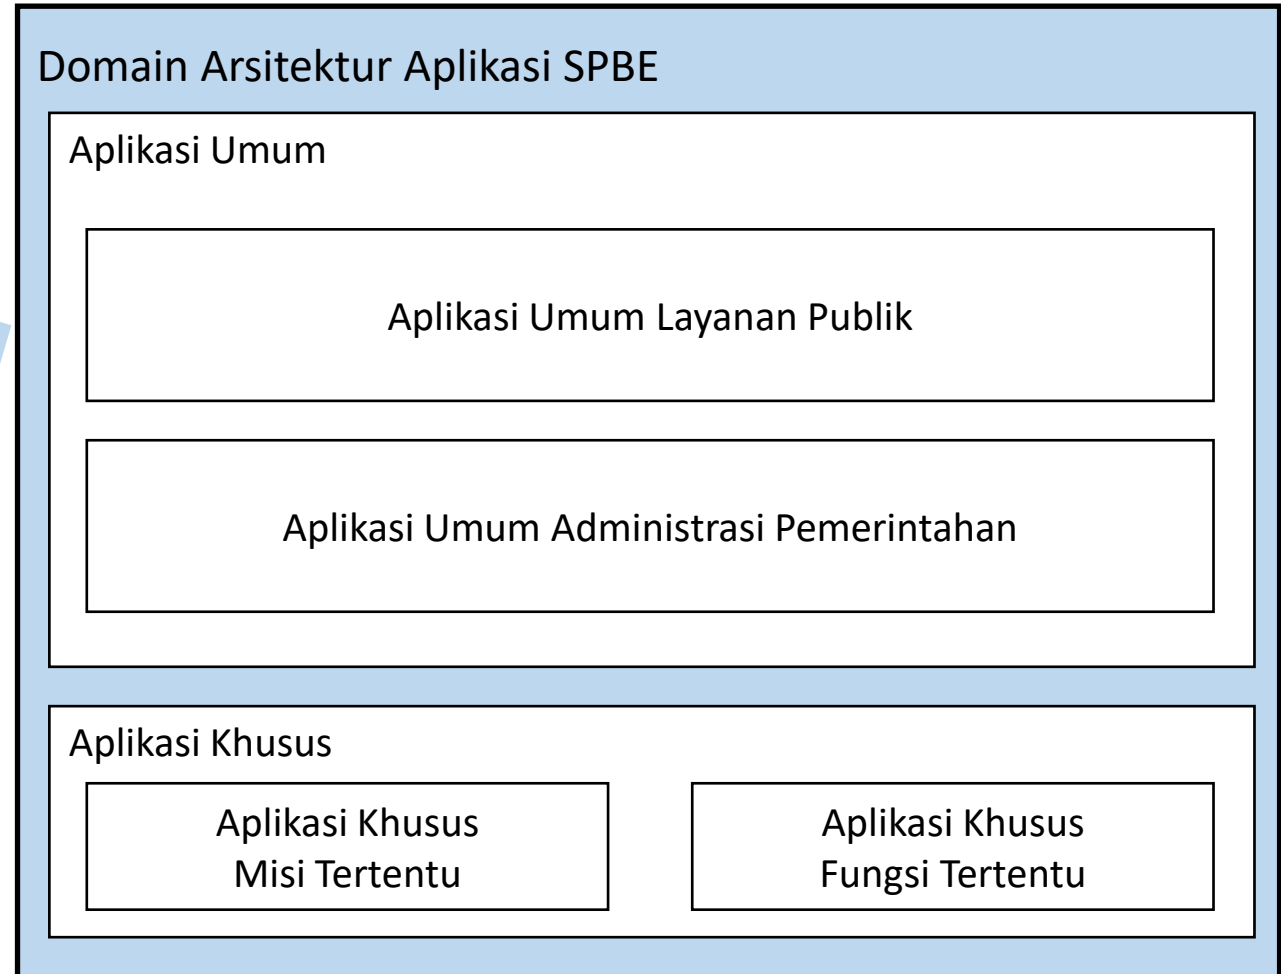 Domain Arsitektur Aplikasi SPBE
Aplikasi Umum
Aplikasi Umum Layanan Publik
Aplikasi Umum Administrasi Pemerintahan
Aplikasi Khusus
Aplikasi Khusus
Misi Tertentu
Aplikasi Khusus
Fungsi Tertentu